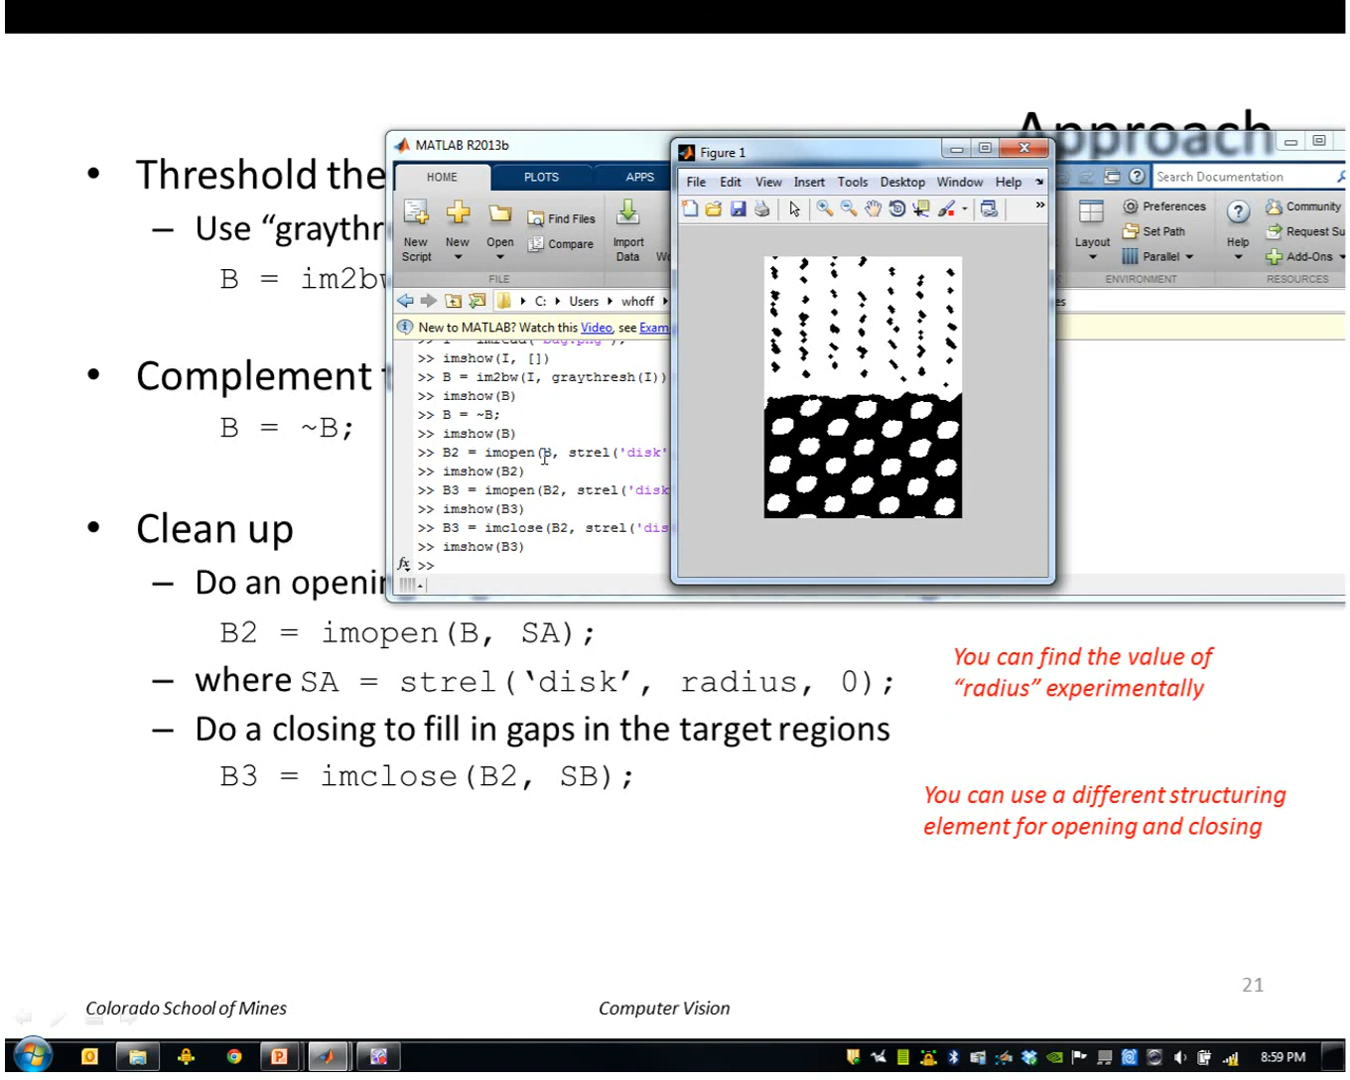 Approach
• Threshold the
– Use “graythr
B = im2bw
• Complement
B = ~B;
• Clean up
– Do an openin
B2 = imopen(B, SA);
– where SA = strel(‘disk’, radius, 0);
– Do a closing to fill in gaps in the target regions
B3 = imclose(B2, SB);
You can find the value of
“radius” experimentally
You can use a different structuring
element for opening and closing
MATLAB R2013b
HOME PLOTS APPS
Search Documentation
New Script
New
Open
Find Files
Compare
Import Data
FILE
Layout
Preferences
Set Path
Parallel
ENVIRONMENT
Help
Community
Request Su
Add-Ons
RESOURCES
C: Users whoff
New to MATLAB? Watch this Video, see Exam
>> imshow(I, [])
>> B = im2bw(I, graythresh(I))
>> imshow(B)
>> B = ~B;
>> imshow(B)
>> B2 = imopen(B, strel('disk'
>> imshow(B2)
>> B3 = imopen(B2, strel('disk
>> imshow(B3)
>> B3 = imclose(B2, strel('dis
>> imshow(B3)
fx >>
Figure 1
File Edit View Insert Tools Desktop Window Help
21
Colorado School of Mines
Computer Vision
8:59 PM